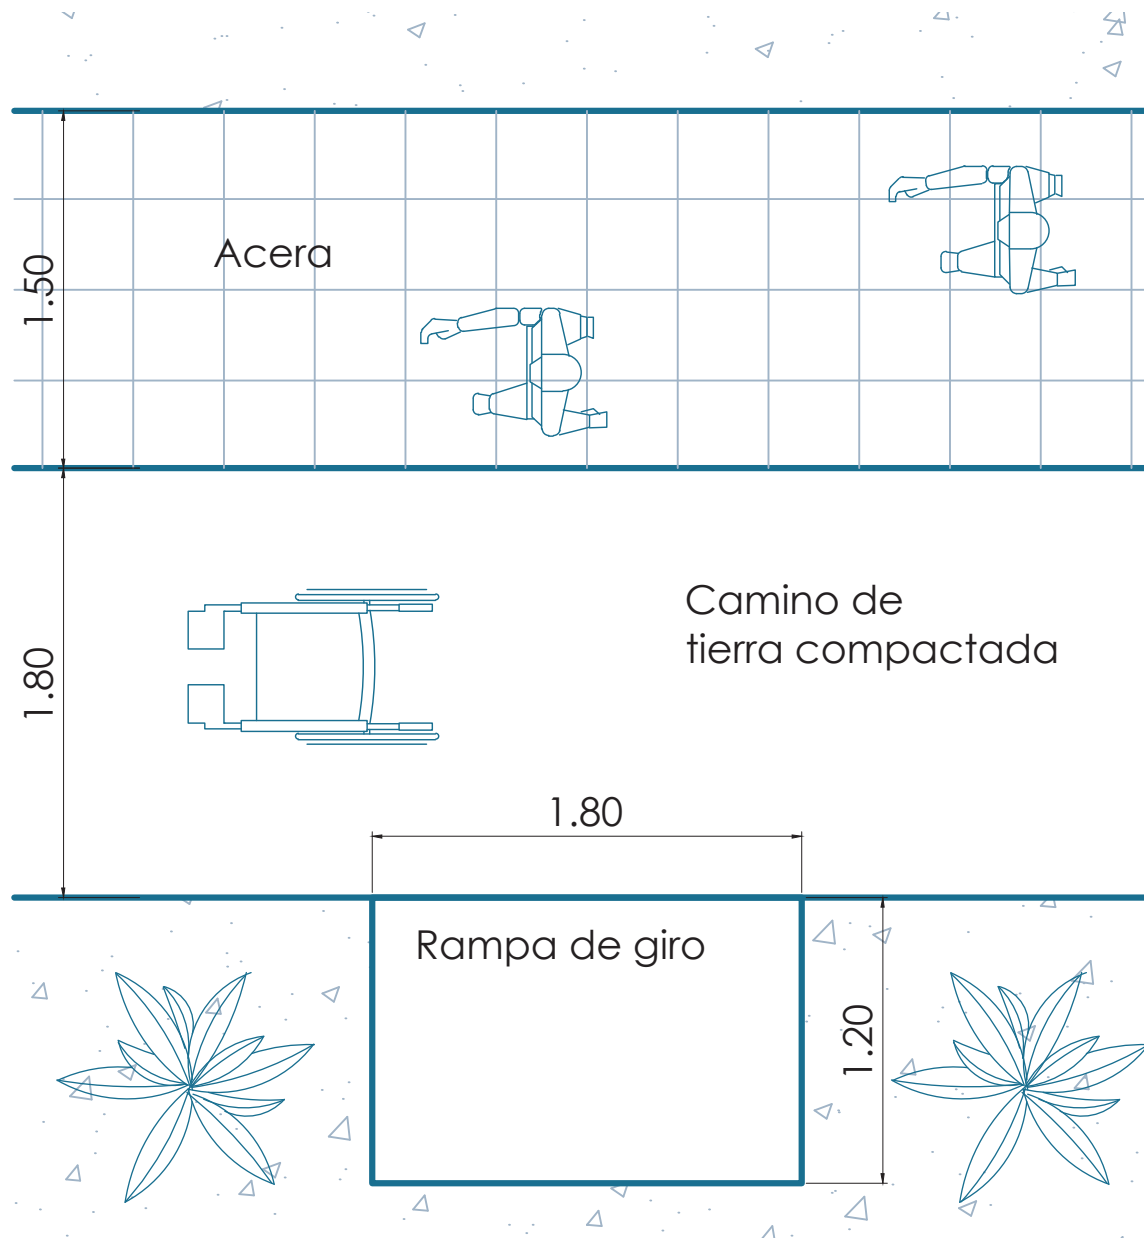 Acera
1.50
Camino de
tierra compactada
1.80
1.80
Rampa de giro
1.20